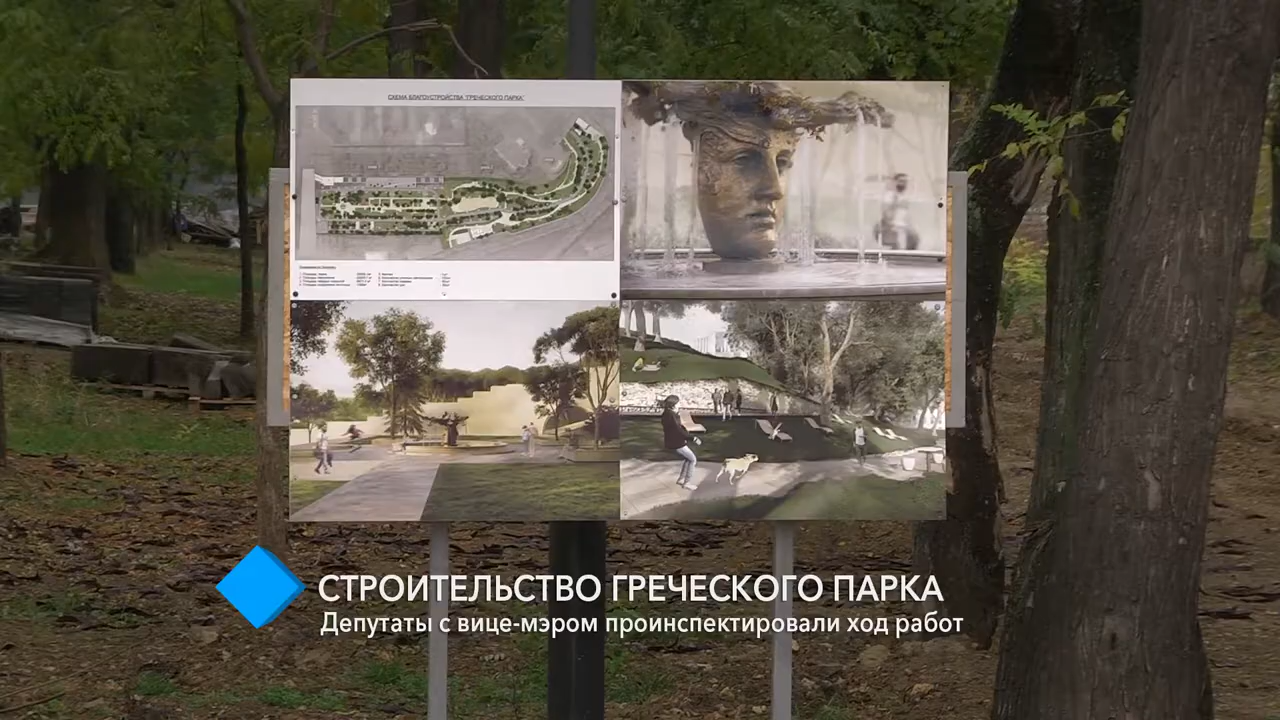 СХЕМА БЛАГОУСТРОЙСТВА "ГРЕЧЕСКОГО ПАРКА"
СТРОИТЕЛЬСТВО ГРЕЧЕСКОГО ПАРКА
Депутаты с вице-мэром проинспектировали ход работ